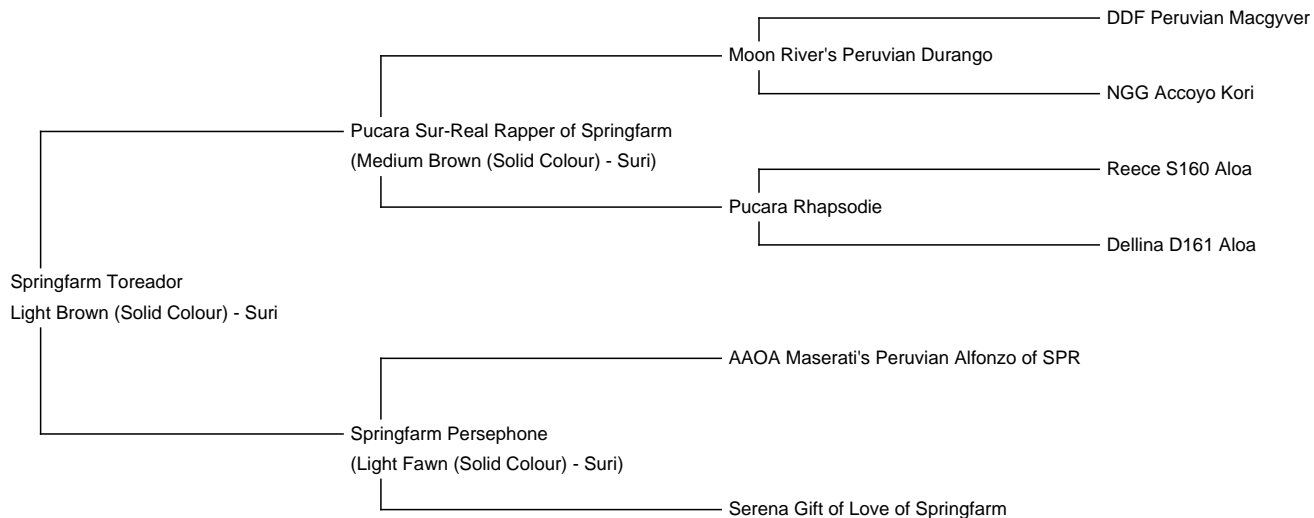 DDF Peruvian Macgyver
Moon River's Peruvian Durango
NGG Accoyo Kori
Pucara Sur-Real Rapper of Springfarm
(Medium Brown (Solid Colour) - Suri)
Reece S160 Aloa
Pucara Rhapsodie
Dellina D161 Aloa
Springfarm Toreador
Light Brown (Solid Colour) - Suri
AAOA Maserati's Peruvian Alfonzo of SPR
Springfarm Persephone
(Light Fawn (Solid Colour) - Suri)
Serena Gift of Love of Springfarm